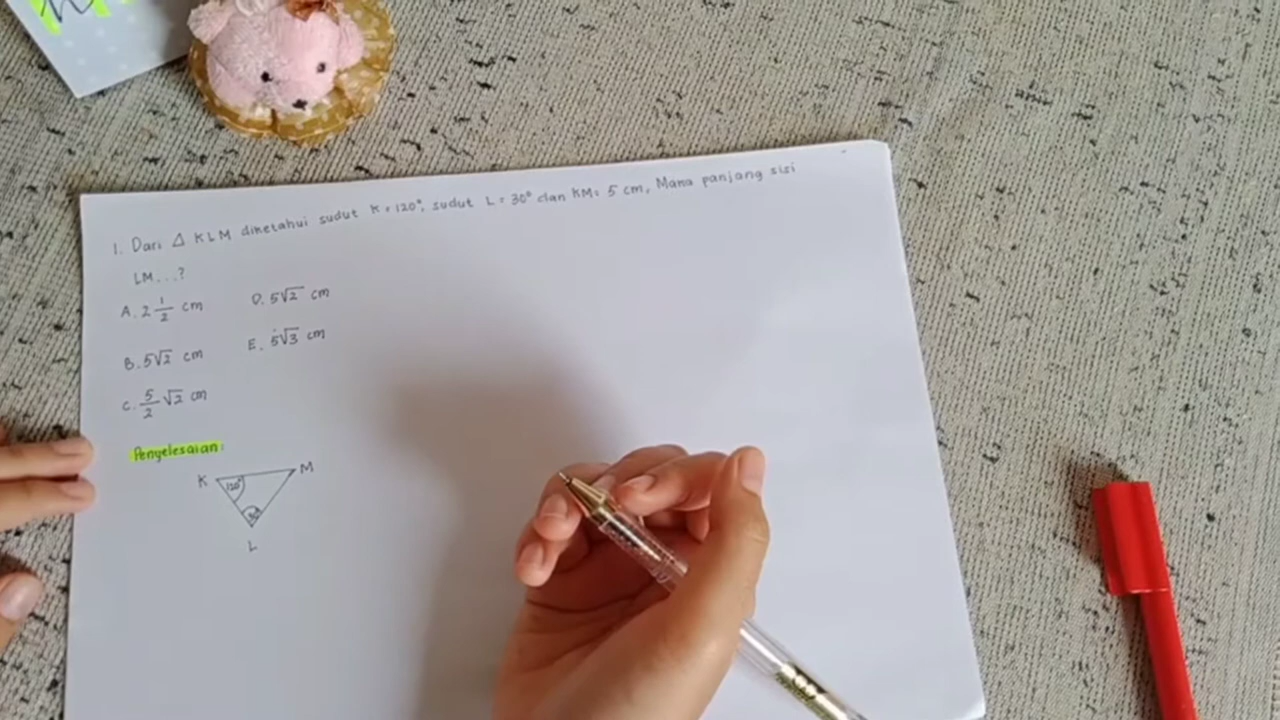 1. Dari △ KLM diketahui sudut K = 120°, sudut L = 30° dan KM = 5 cm, Mana panjang sisi
LM...?
A. 2 1/2 cm
D. 5√2 cm
B. 5√2 cm
E. 5√3 cm
C. 5/2 √2 cm
Penyelesaian:
K
M
120°
30°
L